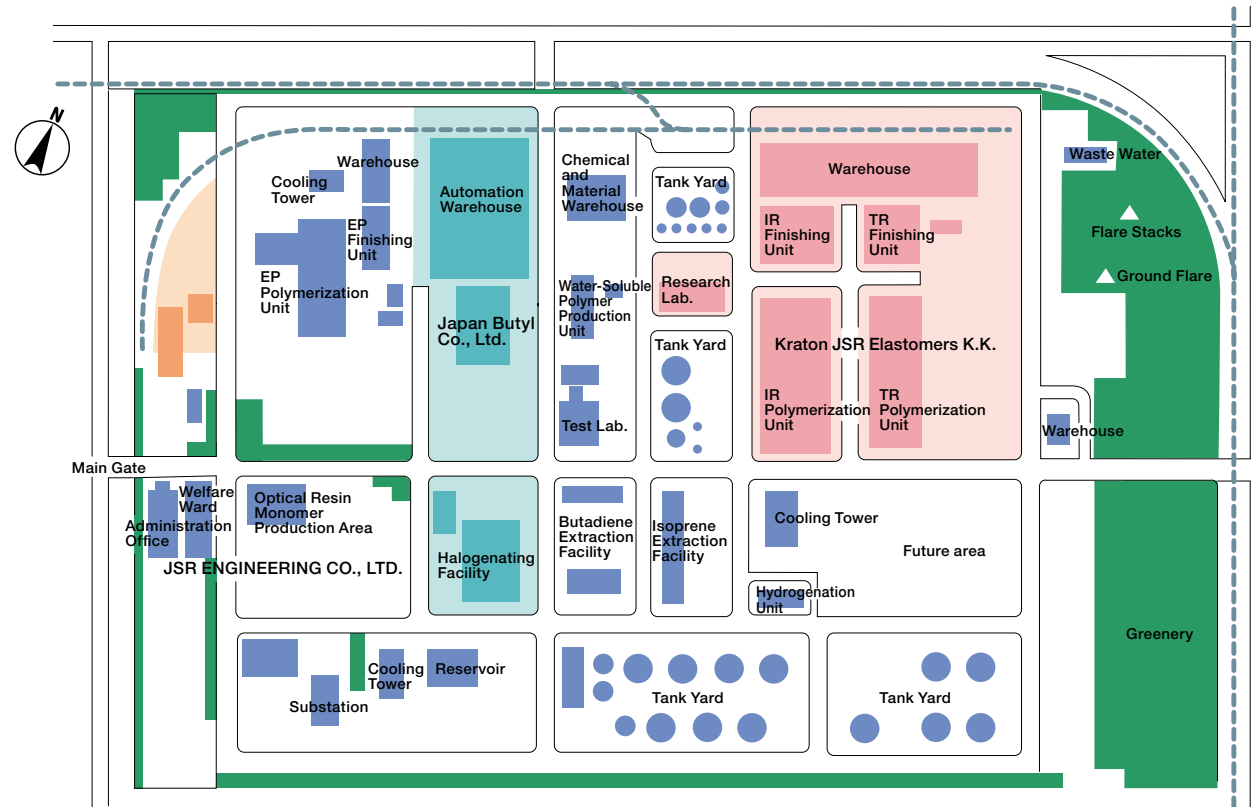 N
Warehouse
Cooling
Tower
EP
Finishing
Unit
EP
Polymerization
Unit
Automation
Warehouse
Japan Butyl
Co., Ltd.
Chemical
and
Material
Warehouse
Water-Soluble
Polymer
Production
Unit
Test Lab.
Tank Yard
Research
Lab.
Tank Yard
Warehouse
IR
Finishing
Unit
TR
Finishing
Unit
Kraton JSR Elastomers K.K.
IR
Polymerization
Unit
TR
Polymerization
Unit
Waste Water
Flare Stacks
Ground Flare
Warehouse
Main Gate
Welfare
Ward
Administration
Office
JSR ENGINEERING CO., LTD.
Optical Resin
Monomer
Production Area
Halogenating
Facility
Butadiene
Extraction
Facility
Isoprene
Extraction
Facility
Cooling Tower
Future area
Hydrogenation
Unit
Greenery
Substation
Cooling
Tower
Reservoir
Tank Yard
Tank Yard